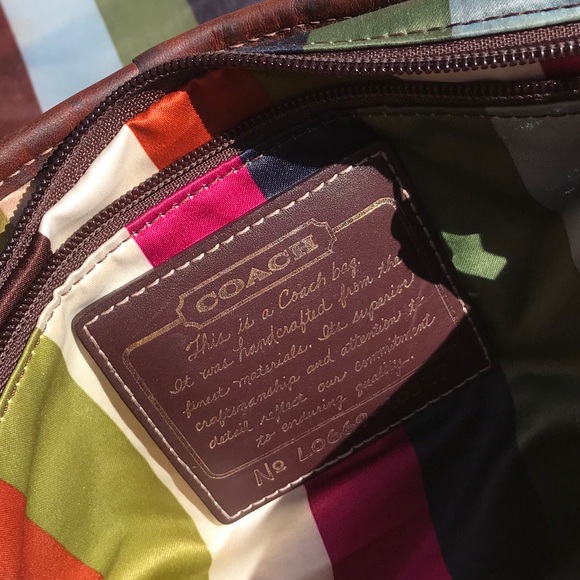 COACH
This is a Coach bag.
It was handcrafted from the
finest materials. Its superior
craftsmanship and attention to
detail reflect our commitment
to enduring quality.
Nº